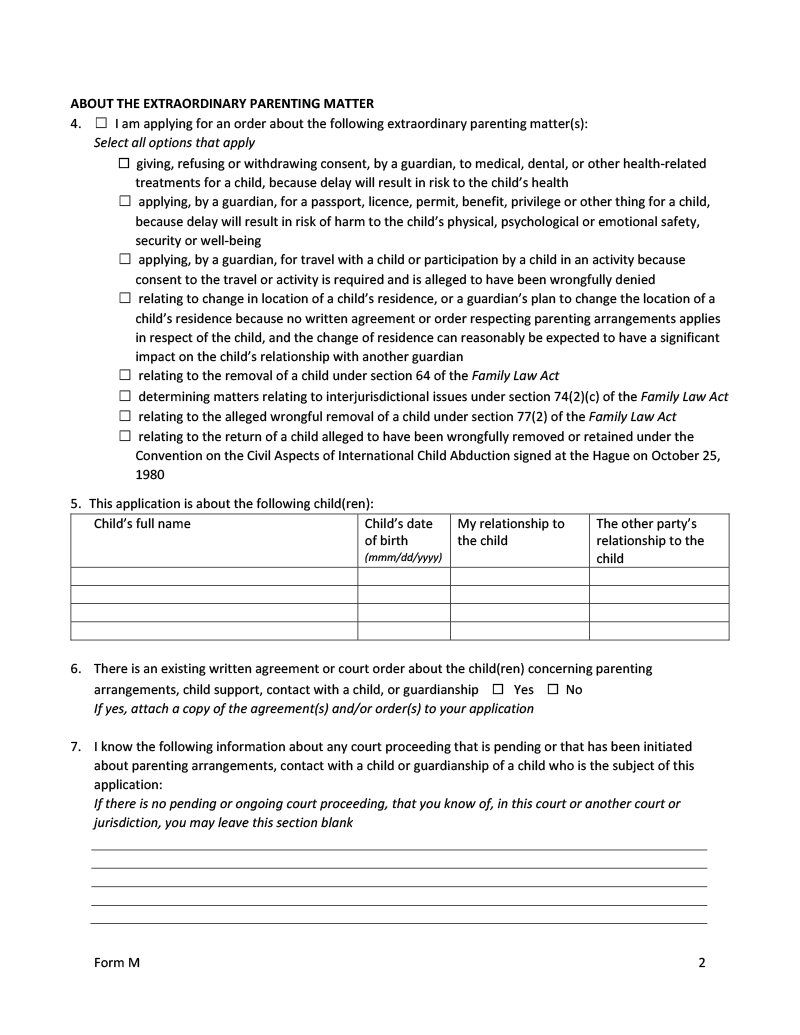 ABOUT THE EXTRAORDINARY PARENTING MATTER
4. ☐ I am applying for an order about the following extraordinary parenting matter(s):
Select all options that apply
☐ giving, refusing or withdrawing consent, by a guardian, to medical, dental, or other health-related
treatments for a child, because delay will result in risk to the child's health
☐ applying, by a guardian, for a passport, licence, permit, benefit, privilege or other thing for a child,
because delay will result in risk of harm to the child's physical, psychological or emotional safety,
security or well-being
☐ applying, by a guardian, for travel with a child or participation by a child in an activity because
consent to the travel or activity is required and is alleged to have been wrongfully denied
☐ relating to change in location of a child's residence, or a guardian's plan to change the location of a
child's residence because no written agreement or order respecting parenting arrangements applies
in respect of the child, and the change of residence can reasonably be expected to have a significant
impact on the child's relationship with another guardian
☐ relating to the removal of a child under section 64 of the Family Law Act
☐ determining matters relating to interjurisdictional issues under section 74(2)(c) of the Family Law Act
☐ relating to the alleged wrongful removal of a child under section 77(2) of the Family Law Act
☐ relating to the return of a child alleged to have been wrongfully removed or retained under the
Convention on the Civil Aspects of International Child Abduction signed at the Hague on October 25,
1980
5. This application is about the following child(ren):
Child's full name
Child's date
of birth
(mmm/dd/yyyy)
My relationship to
the child
The other party's
relationship to the
child
6. There is an existing written agreement or court order about the child(ren) concerning parenting
arrangements, child support, contact with a child, or guardianship ☐ Yes ☐ No
If yes, attach a copy of the agreement(s) and/or order(s) to your application
7. I know the following information about any court proceeding that is pending or that has been initiated
about parenting arrangements, contact with a child or guardianship of a child who is the subject of this
application:
If there is no pending or ongoing court proceeding, that you know of, in this court or another court or
jurisdiction, you may leave this section blank
Form M 2